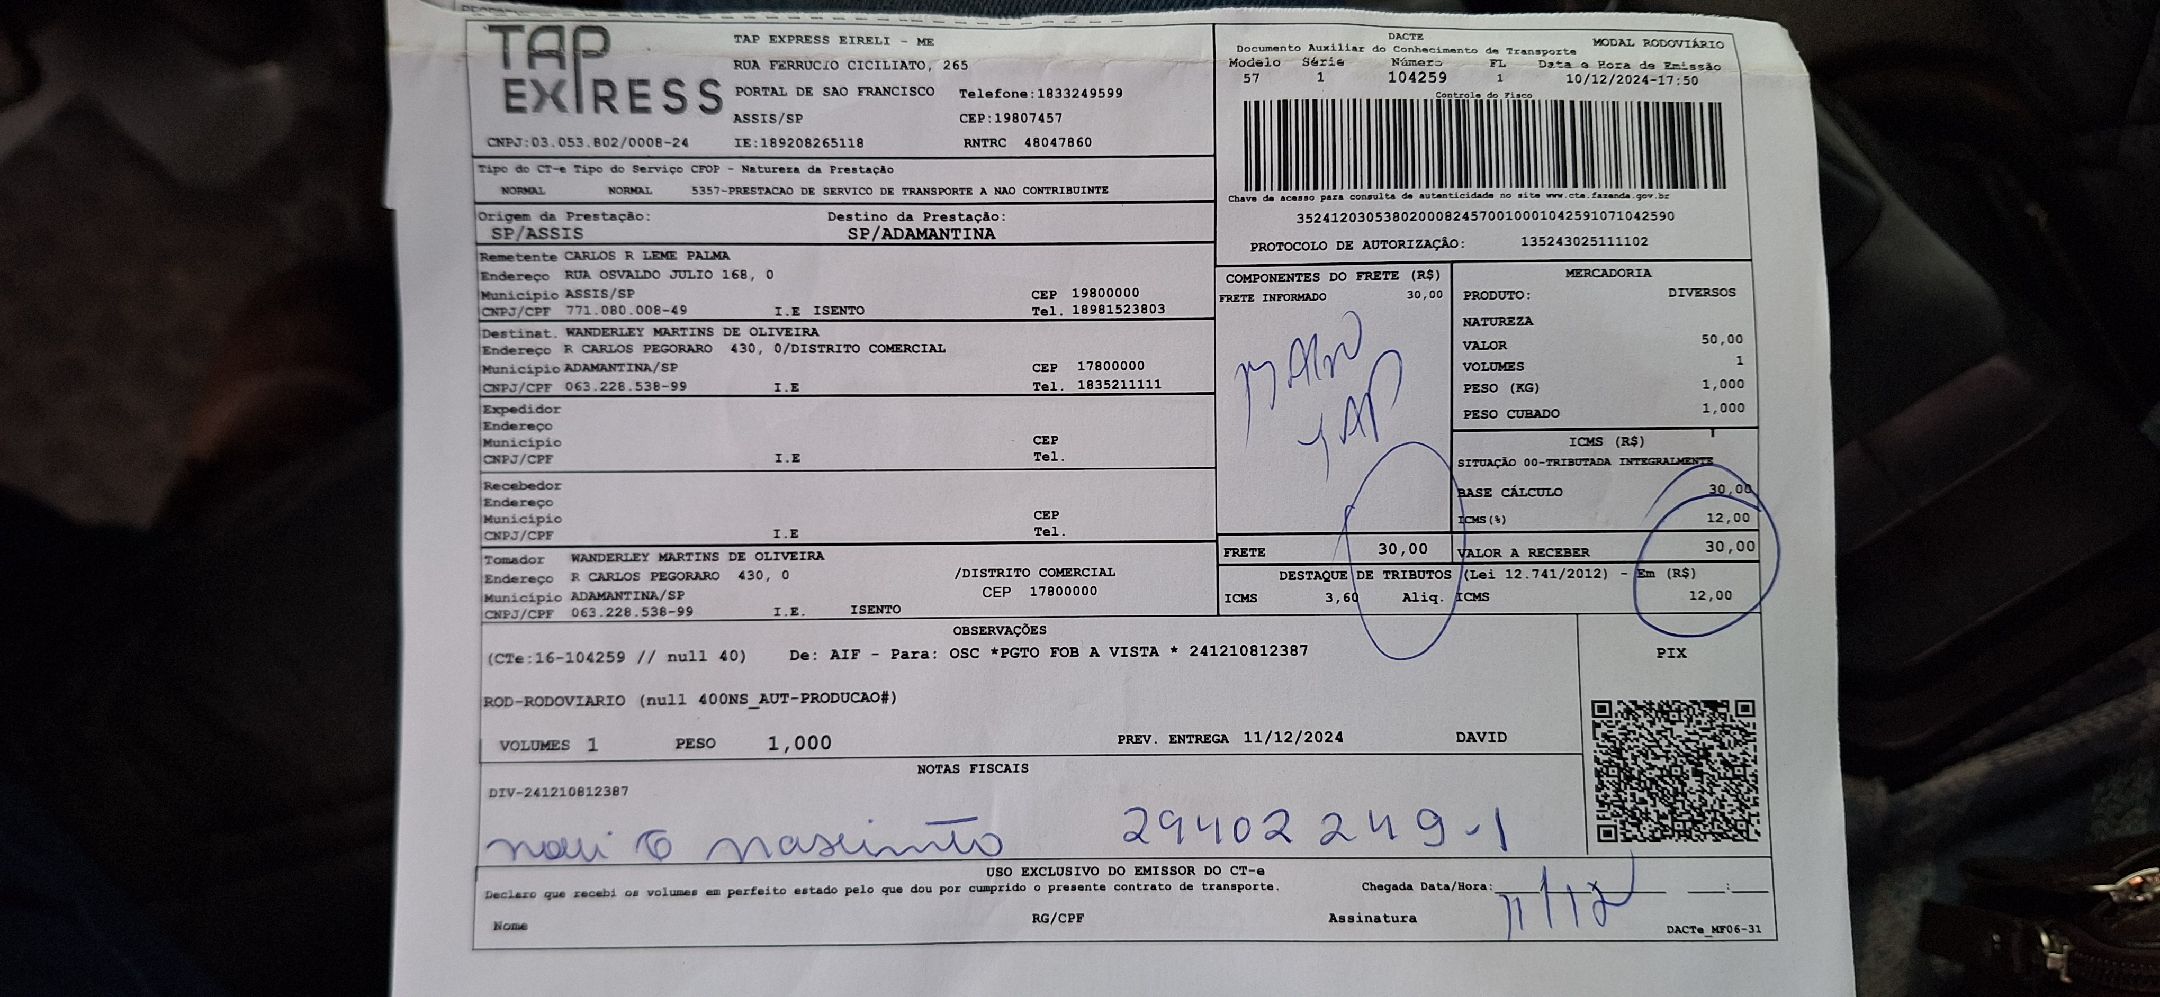 TAP EXPRESS
TAP EXPRESS EIRELI - ME
RUA FERRUCIO CICILIATO, 265
PORTAL DE SAO FRANCISCO Telefone:1833249599
ASSIS/SP CEP:19807457
CNPJ:03.053.802/0008-24 IE:189208265118 RNTRC 48047860
DACTE MODAL RODOVIÁRIO
Documento Auxiliar do Conhecimento de Transporte
Modelo Série Número FL Data e Hora de Emissão
57 1 104259 1 10/12/2024-17:50
Controle do Fisco
Chave de acesso para consulta de autenticidade no site www.cte.fazenda.gov.br
35241203053802000824570010001042591071042590
PROTOCOLO DE AUTORIZAÇÃO: 135243025111102
Tipo do CT-e Tipo do Serviço CFOP - Natureza da Prestação
NORMAL NORMAL 5357-PRESTACAO DE SERVICO DE TRANSPORTE A NAO CONTRIBUINTE
Origem da Prestação: Destino da Prestação:
SP/ASSIS SP/ADAMANTINA
Remetente CARLOS R LEME PALMA
Endereço RUA OSVALDO JULIO 168, 0
Município ASSIS/SP CEP 19800000
CNPJ/CPF 771.080.008-49 I.E ISENTO Tel. 18981523803
Destinat. WANDERLEY MARTINS DE OLIVEIRA
Endereço R CARLOS PEGORARO 430, 0/DISTRITO COMERCIAL
Município ADAMANTINA/SP CEP 17800000
CNPJ/CPF 063.228.538-99 I.E Tel. 1835211111
Expedidor
Endereço
Município CEP
CNPJ/CPF I.E Tel.
Recebedor
Endereço
Município CEP
CNPJ/CPF I.E Tel.
Tomador WANDERLEY MARTINS DE OLIVEIRA
Endereço R CARLOS PEGORARO 430, 0 /DISTRITO COMERCIAL
Município ADAMANTINA/SP CEP 17800000
CNPJ/CPF 063.228.538-99 I.E. ISENTO
COMPONENTES DO FRETE (R$)
FRETE INFORMADO 30,00
MERCADORIA
PRODUTO: DIVERSOS
NATUREZA
VALOR 50,00
VOLUMES 1
PESO (KG) 1,000
PESO CUBADO 1,000
ICMS (R$)
SITUAÇÃO 00-TRIBUTADA INTEGRALMENTE
BASE CÁLCULO 30,00
ICMS(%) 12,00
FRETE 30,00 VALOR A RECEBER 30,00
DESTAQUE DE TRIBUTOS (Lei 12.741/2012) - Em (R$)
ICMS 3,60 Aliq. ICMS 12,00
OBSERVAÇÕES
(CTe:16-104259 // null 40) De: AIF - Para: OSC *PGTO FOB A VISTA * 241210812387
ROD-RODOVIARIO (null 400NS_AUT-PRODUCAO#)
VOLUMES 1 PESO 1,000 PREV. ENTREGA 11/12/2024 DAVID
PIX
NOTAS FISCAIS
DIV-241210812387
nascimto 29402249-1
USO EXCLUSIVO DO EMISSOR DO CT-e
Declaro que recebi os volumes em perfeito estado pelo que dou por cumprido o presente contrato de transporte. Chegada Data/Hora: 11/12 :
Nome RG/CPF Assinatura
DACTe_MF06-31